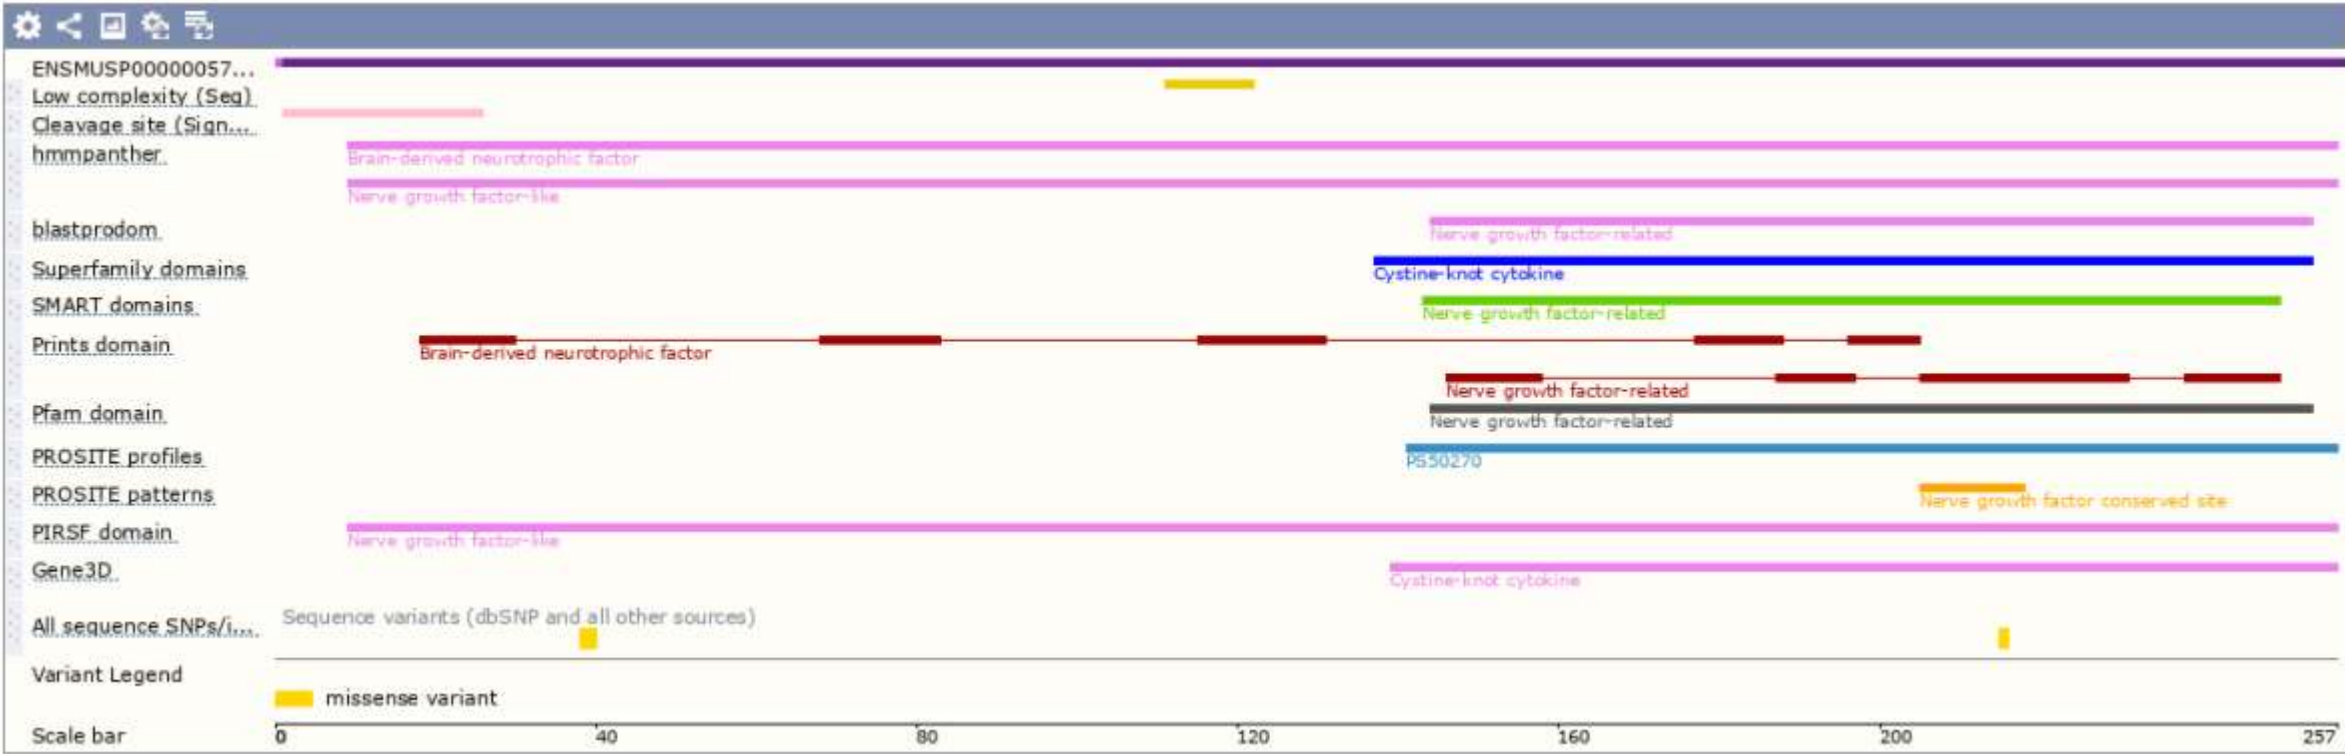 ENSMUSP00000057...
Low complexity (Seg)
Cleavage site (Sign...
hmmpanther
Brain-derived neurotrophic factor
Nerve growth factor-like
blastprodom
Nerve growth factor-related
Superfamily domains
Cystine-knot cytokine
SMART domains
Nerve growth factor-related
Prints domain
Brain-derived neurotrophic factor
Nerve growth factor-related
Pfam domain
Nerve growth factor-related
PROSITE profiles
PS50270
PROSITE patterns
Nerve growth factor conserved site
PIRSF domain
Nerve growth factor-like
Gene3D
Cystine-knot cytokine
Sequence variants (dbSNP and all other sources)
All sequence SNPs/i...
Variant Legend
missense variant
Scale bar 0 40 80 120 160 200 257